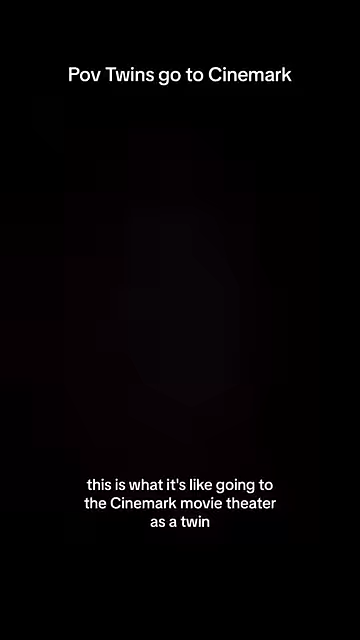 Pov Twins go to Cinemark
this is what it's like going to
the Cinemark movie theater
as a twin